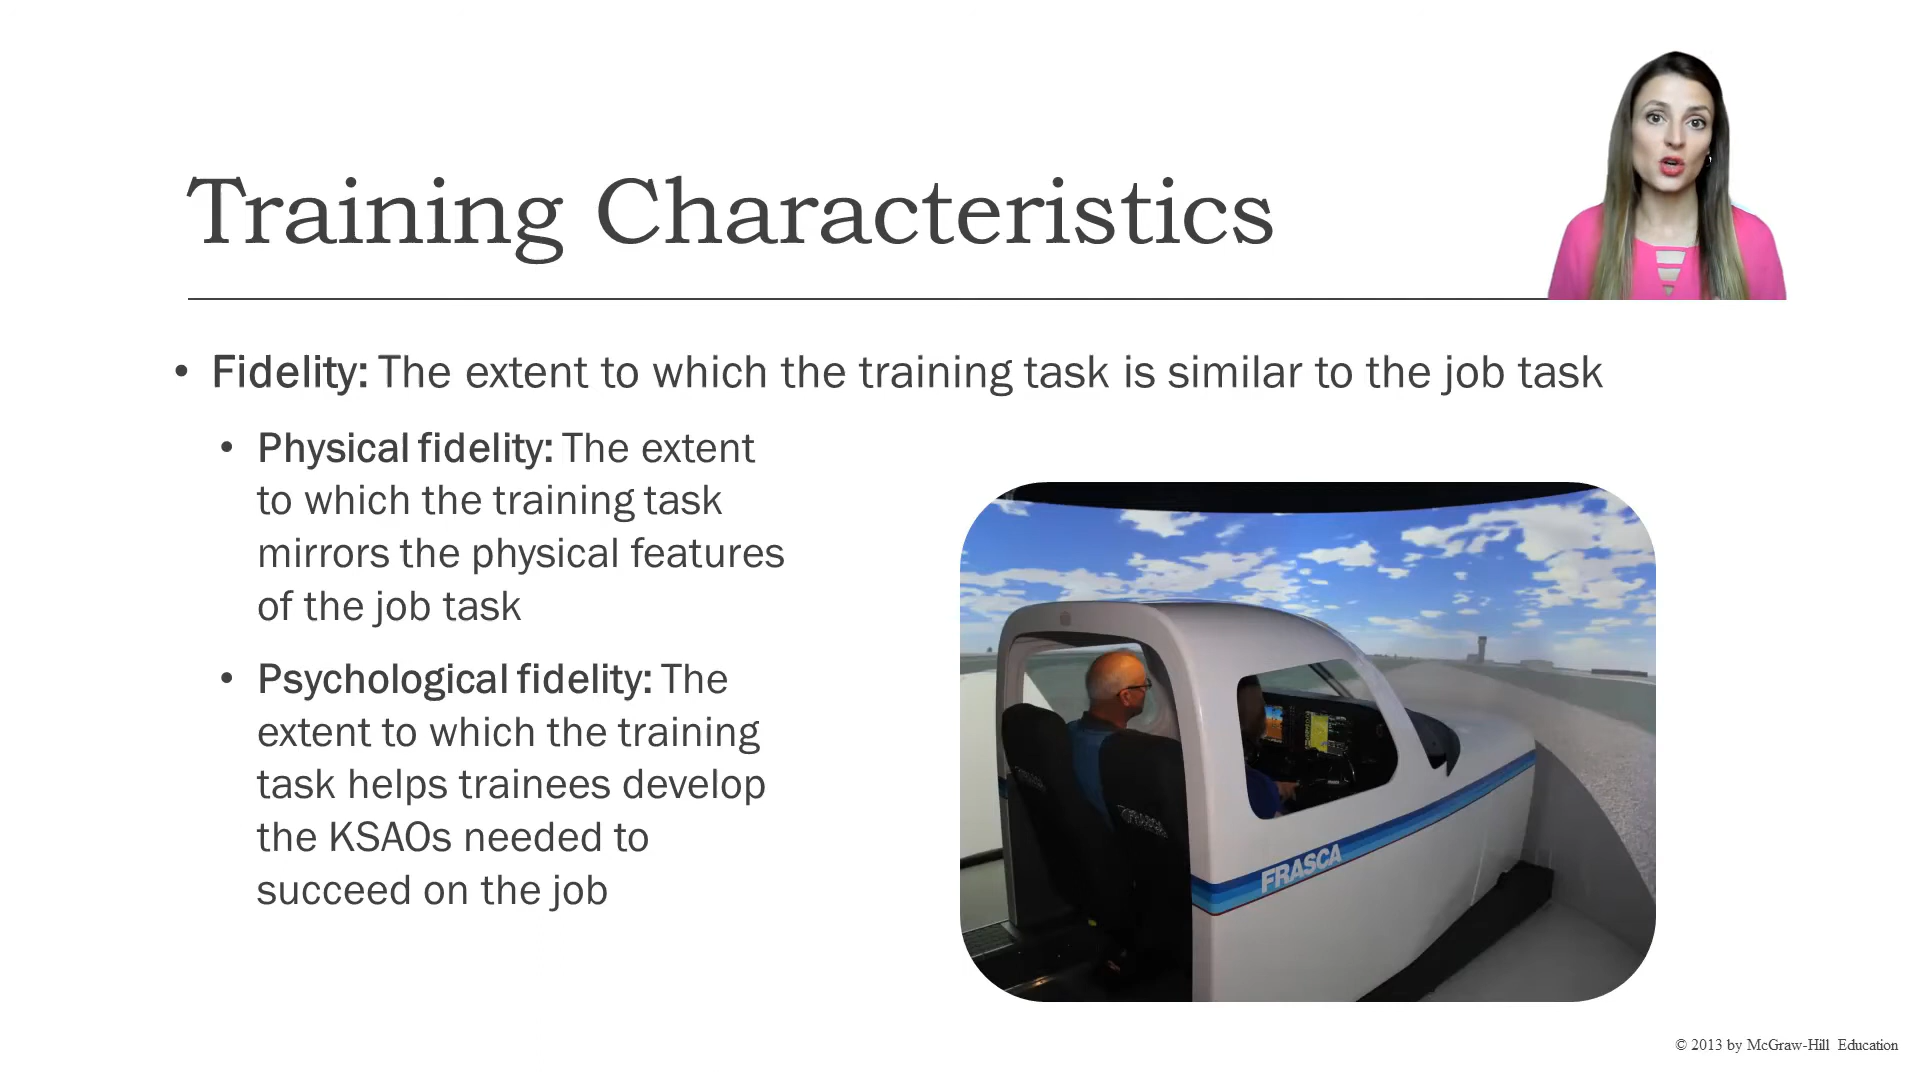 Training Characteristics
• Fidelity: The extent to which the training task is similar to the job task
• Physical fidelity: The extent
to which the training task
mirrors the physical features
of the job task
• Psychological fidelity: The
extent to which the training
task helps trainees develop
the KSAOs needed to
succeed on the job
FRASCA
© 2013 by McGraw-Hill Education